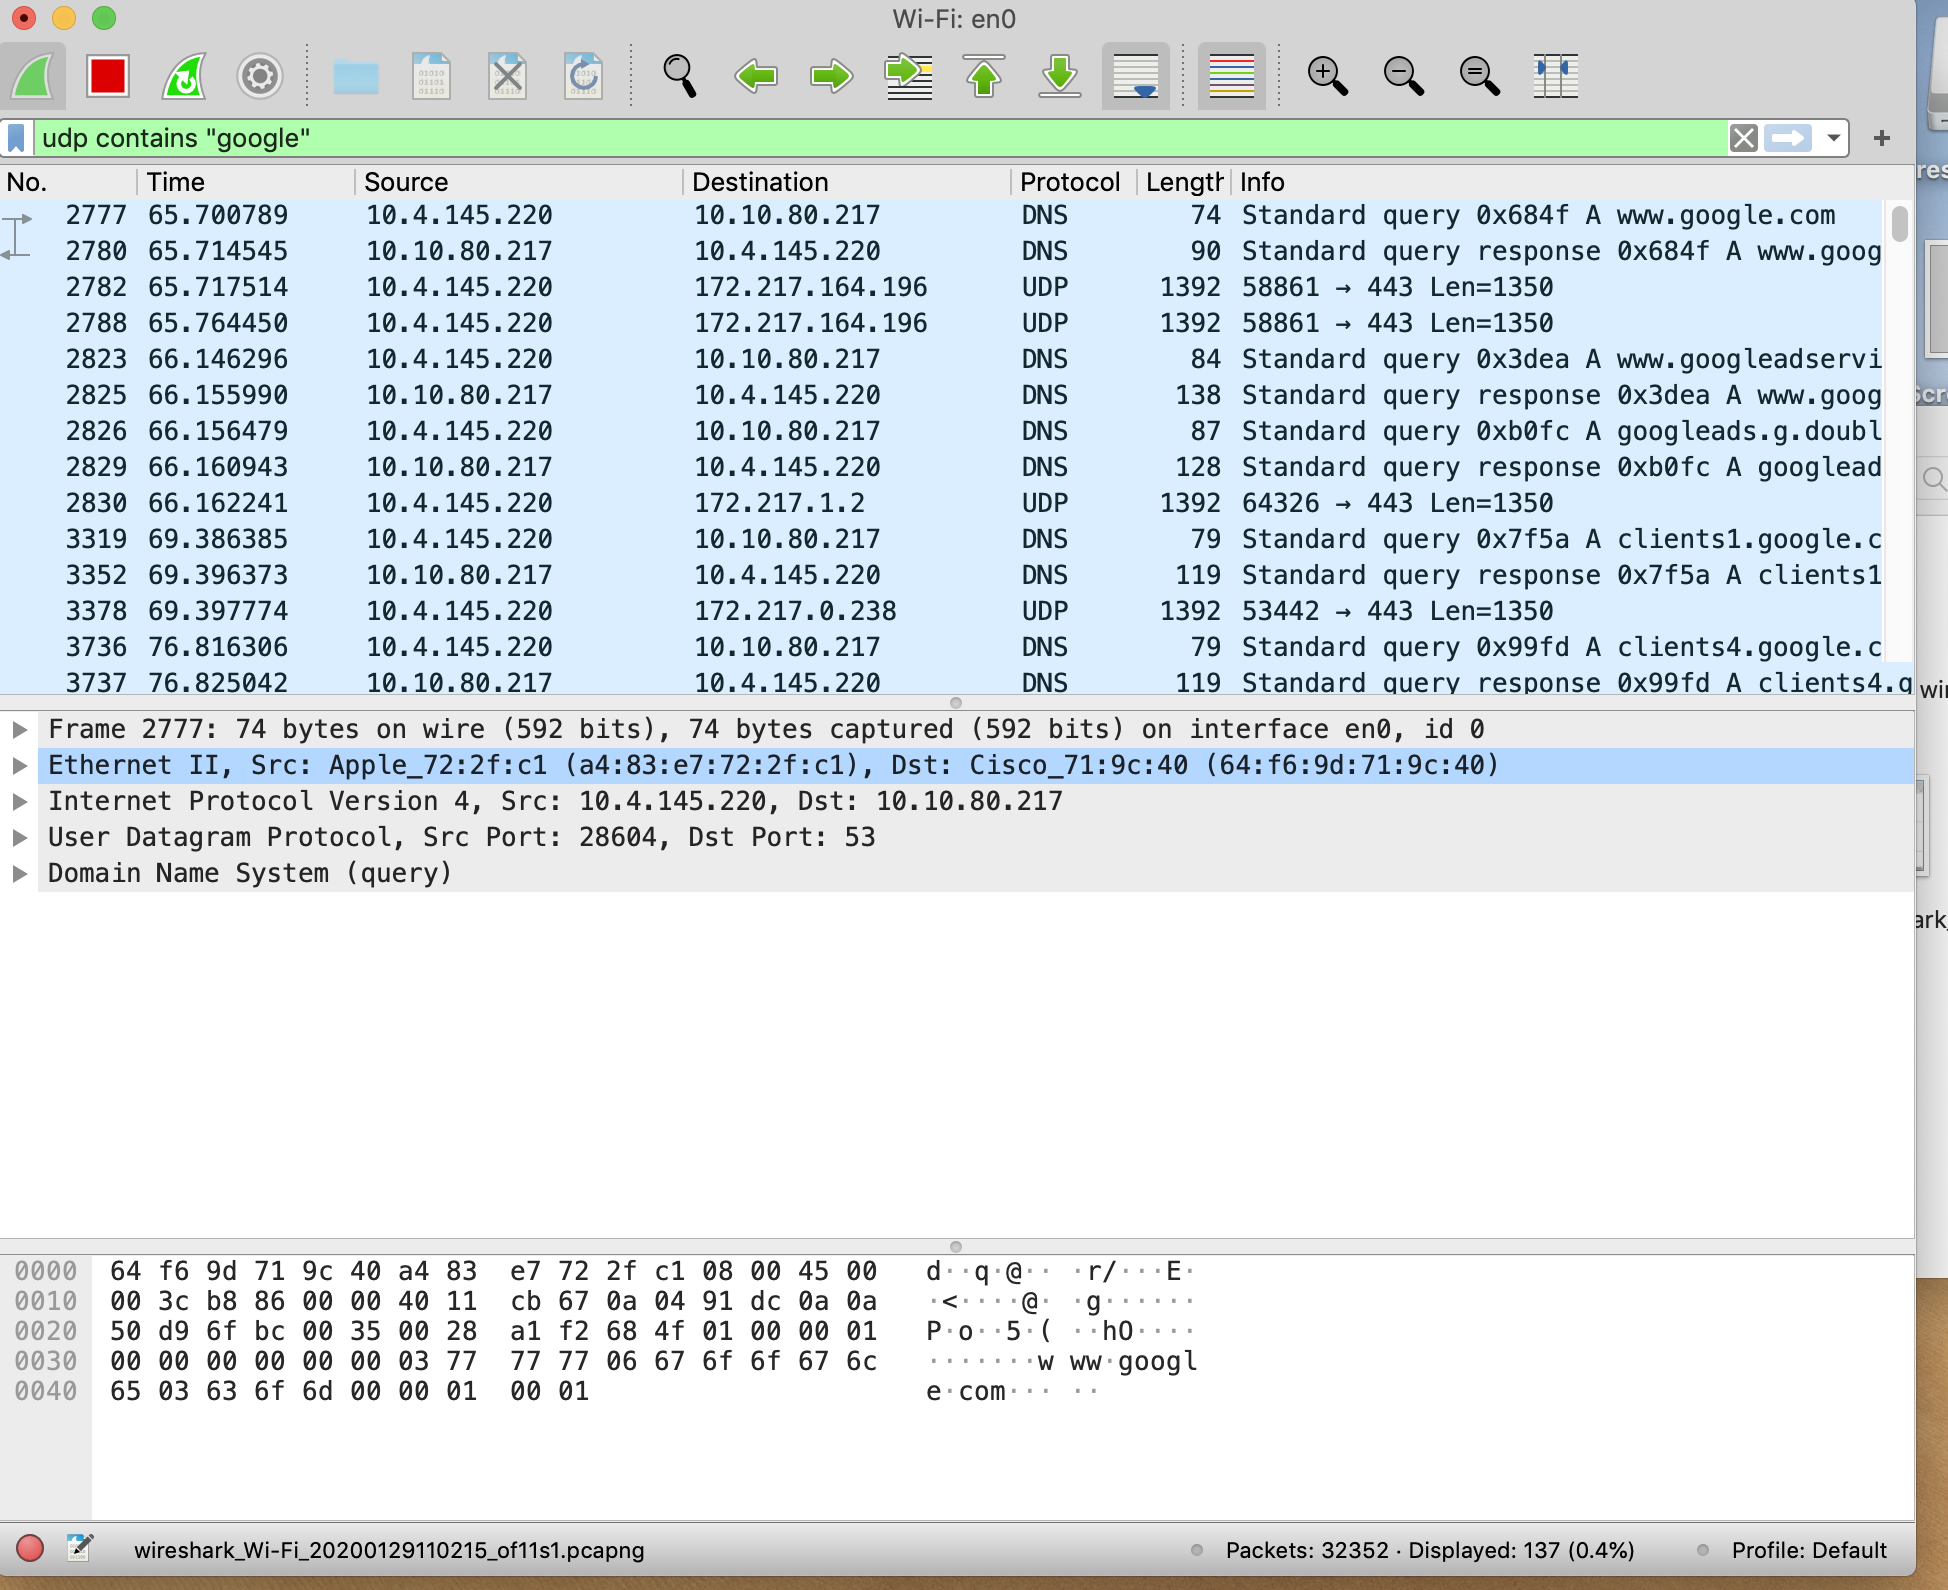 Wi-Fi: en0
udp contains "google"
No. Time Source Destination Protocol Length Info
2777 65.700789 10.4.145.220 10.10.80.217 DNS 74 Standard query 0x684f A www.google.com
2780 65.714545 10.10.80.217 10.4.145.220 DNS 90 Standard query response 0x684f A www.goog
2782 65.717514 10.4.145.220 172.217.164.196 UDP 1392 58861 → 443 Len=1350
2788 65.764450 10.4.145.220 172.217.164.196 UDP 1392 58861 → 443 Len=1350
2823 66.146296 10.4.145.220 10.10.80.217 DNS 84 Standard query 0x3dea A www.googleadservi
2825 66.155990 10.10.80.217 10.4.145.220 DNS 138 Standard query response 0x3dea A www.goog
2826 66.156479 10.4.145.220 10.10.80.217 DNS 87 Standard query 0xb0fc A googleads.g.doubl
2829 66.160943 10.10.80.217 10.4.145.220 DNS 128 Standard query response 0xb0fc A googlead
2830 66.162241 10.4.145.220 172.217.1.2 UDP 1392 64326 → 443 Len=1350
3319 69.386385 10.4.145.220 10.10.80.217 DNS 79 Standard query 0x7f5a A clients1.google.c
3352 69.396373 10.10.80.217 10.4.145.220 DNS 119 Standard query response 0x7f5a A clients1
3378 69.397774 10.4.145.220 172.217.0.238 UDP 1392 53442 → 443 Len=1350
3736 76.816306 10.4.145.220 10.10.80.217 DNS 79 Standard query 0x99fd A clients4.google.c
3737 76.825042 10.10.80.217 10.4.145.220 DNS 119 Standard query response 0x99fd A clients4.g
Frame 2777: 74 bytes on wire (592 bits), 74 bytes captured (592 bits) on interface en0, id 0
Ethernet II, Src: Apple_72:2f:c1 (a4:83:e7:72:2f:c1), Dst: Cisco_71:9c:40 (64:f6:9d:71:9c:40)
Internet Protocol Version 4, Src: 10.4.145.220, Dst: 10.10.80.217
User Datagram Protocol, Src Port: 28604, Dst Port: 53
Domain Name System (query)
0000 64 f6 9d 71 9c 40 a4 83 e7 72 2f c1 08 00 45 00 d··q·@·· ·r/···E·
0010 00 3c b8 86 00 00 40 11 cb 67 0a 04 91 dc 0a 0a ·<····@· ·g······
0020 50 d9 6f bc 00 35 00 28 a1 f2 68 4f 01 00 00 01 P·o··5·( ··hO····
0030 00 00 00 00 00 00 03 77 77 77 06 67 6f 6f 67 6c ·······w ww·googl
0040 65 03 63 6f 6d 00 00 01 00 01 e·com··· ··
wireshark_Wi-Fi_20200129110215_of11s1.pcapng
Packets: 32352 · Displayed: 137 (0.4%)
Profile: Default